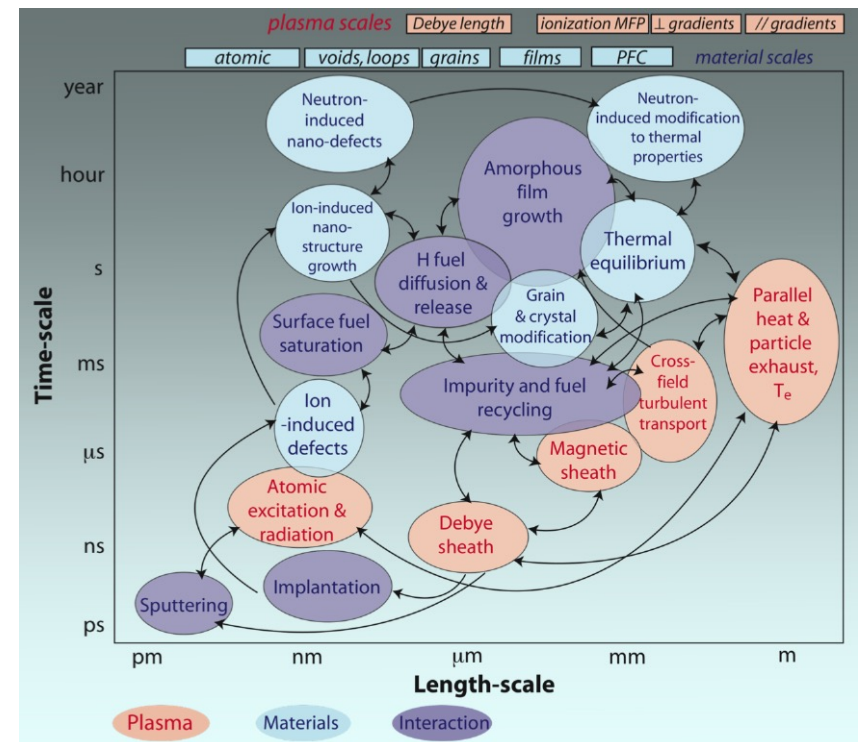 plasma scales Debye length ionization MFP ⊥ gradients // gradients
atomic voids, loops grains films PFC material scales
year
hour
s
ms
μs
ns
ps
Time-scale
Neutron-
induced
nano-defects
Neutron-
induced modification
to thermal
properties
Amorphous
film
growth
Ion-induced
nano-
structure
growth
Thermal
equilibrium
H fuel
diffusion &
release
Grain
& crystal
modification
Parallel
heat &
particle
exhaust,
Te
Surface fuel
saturation
Impurity and fuel
recycling
Cross-
field
turbulent
transport
Ion
-induced
defects
Magnetic
sheath
Atomic
excitation &
radiation
Debye
sheath
Implantation
Sputtering
pm nm μm mm m
Length-scale
Plasma Materials Interaction